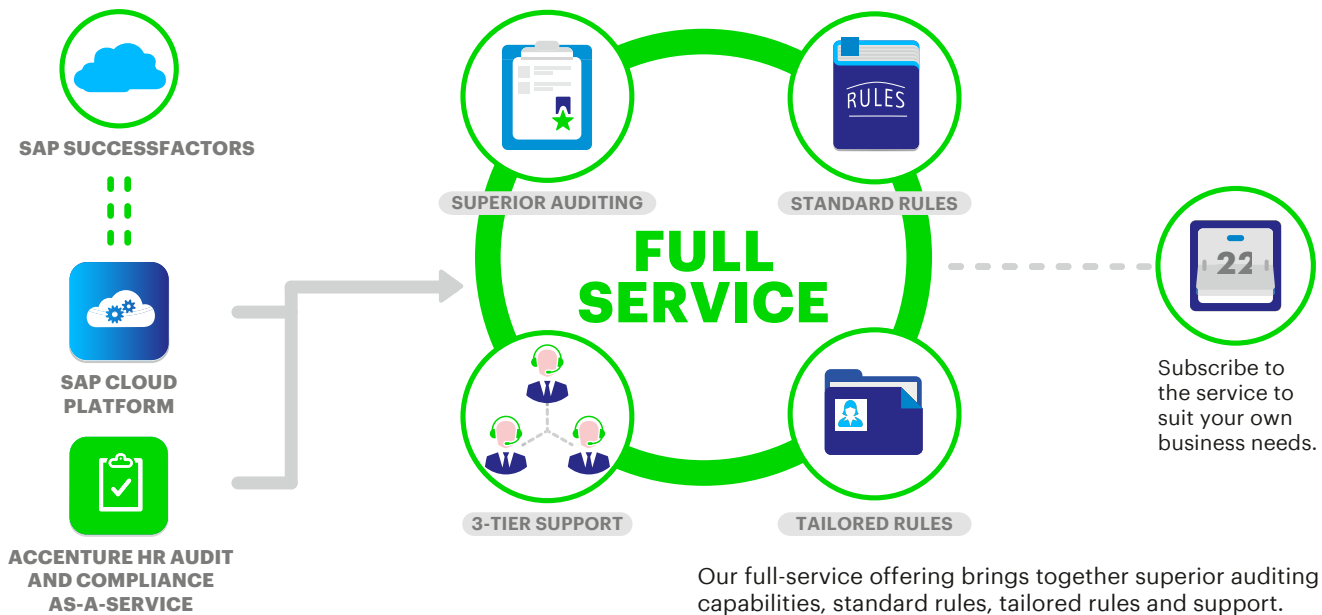 SAP SUCCESSFACTORS
SAP CLOUD
PLATFORM
ACCENTURE HR AUDIT
AND COMPLIANCE
AS-A-SERVICE
SUPERIOR AUDITING
RULES
STANDARD RULES
FULL
SERVICE
3-TIER SUPPORT
TAILORED RULES
22
Subscribe to
the service to
suit your own
business needs.
Our full-service offering brings together superior auditing
capabilities, standard rules, tailored rules and support.